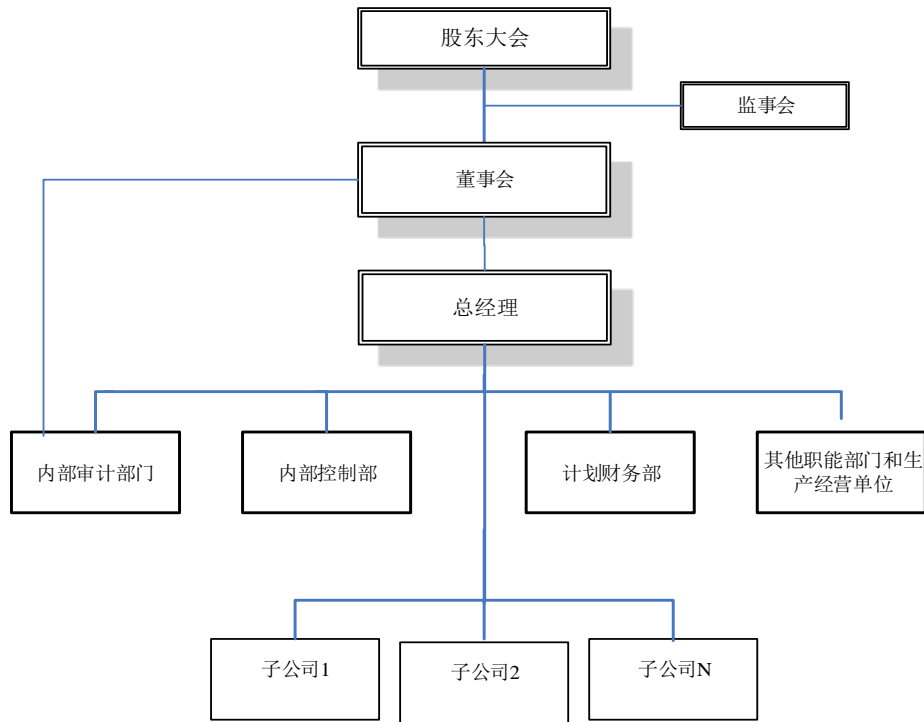 股东大会
监事会
董事会
总经理
内部审计部门
内部控制部
计划财务部
其他职能部门和生
产经营单位
子公司1
子公司2
子公司N